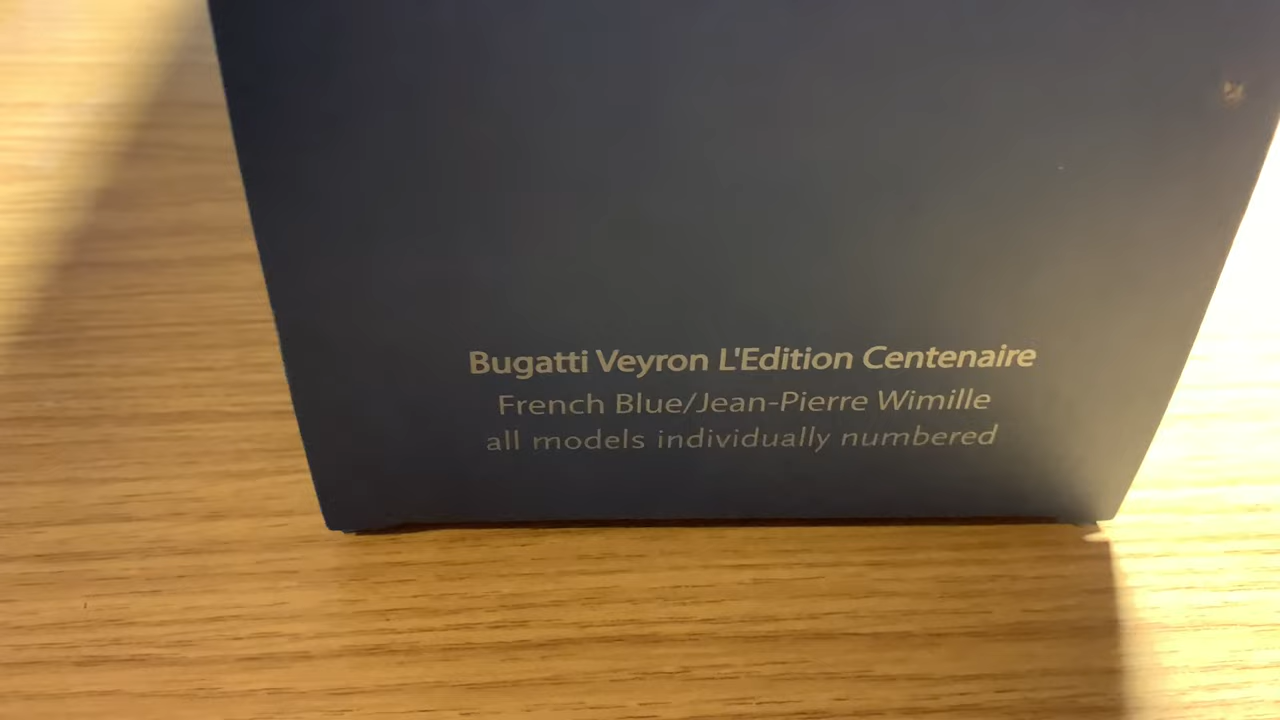 Bugatti Veyron L'Edition Centenaire
French Blue/Jean-Pierre Wimille
all models individually numbered